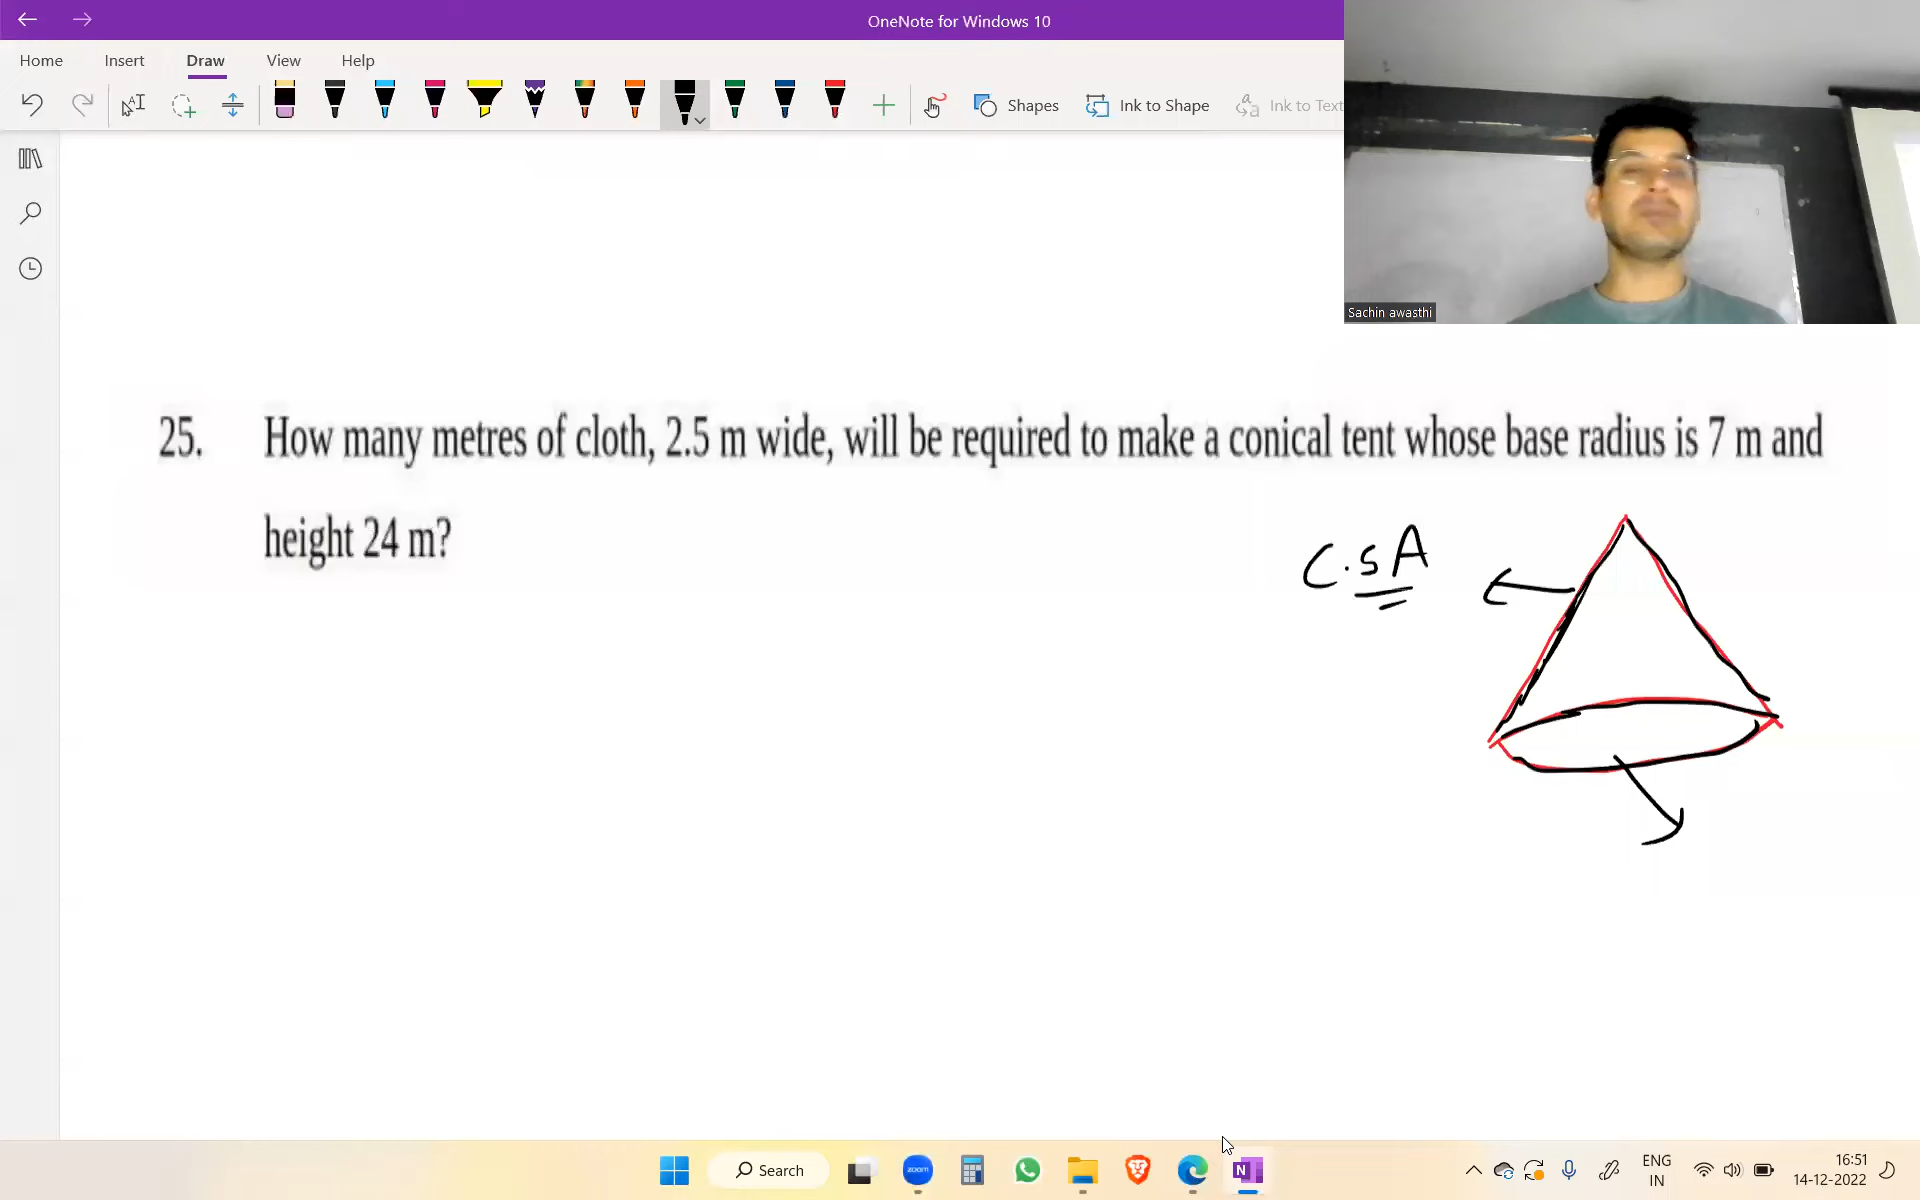 OneNote for Windows 10
Home Insert Draw View Help
Shapes Ink to Shape Ink to Text
Sachin awasthi
25. How many metres of cloth, 2.5 m wide, will be required to make a conical tent whose base radius is 7 m and
height 24 m?
C.SA
Search
zoom
N
ENG
IN
16:51
14-12-2022